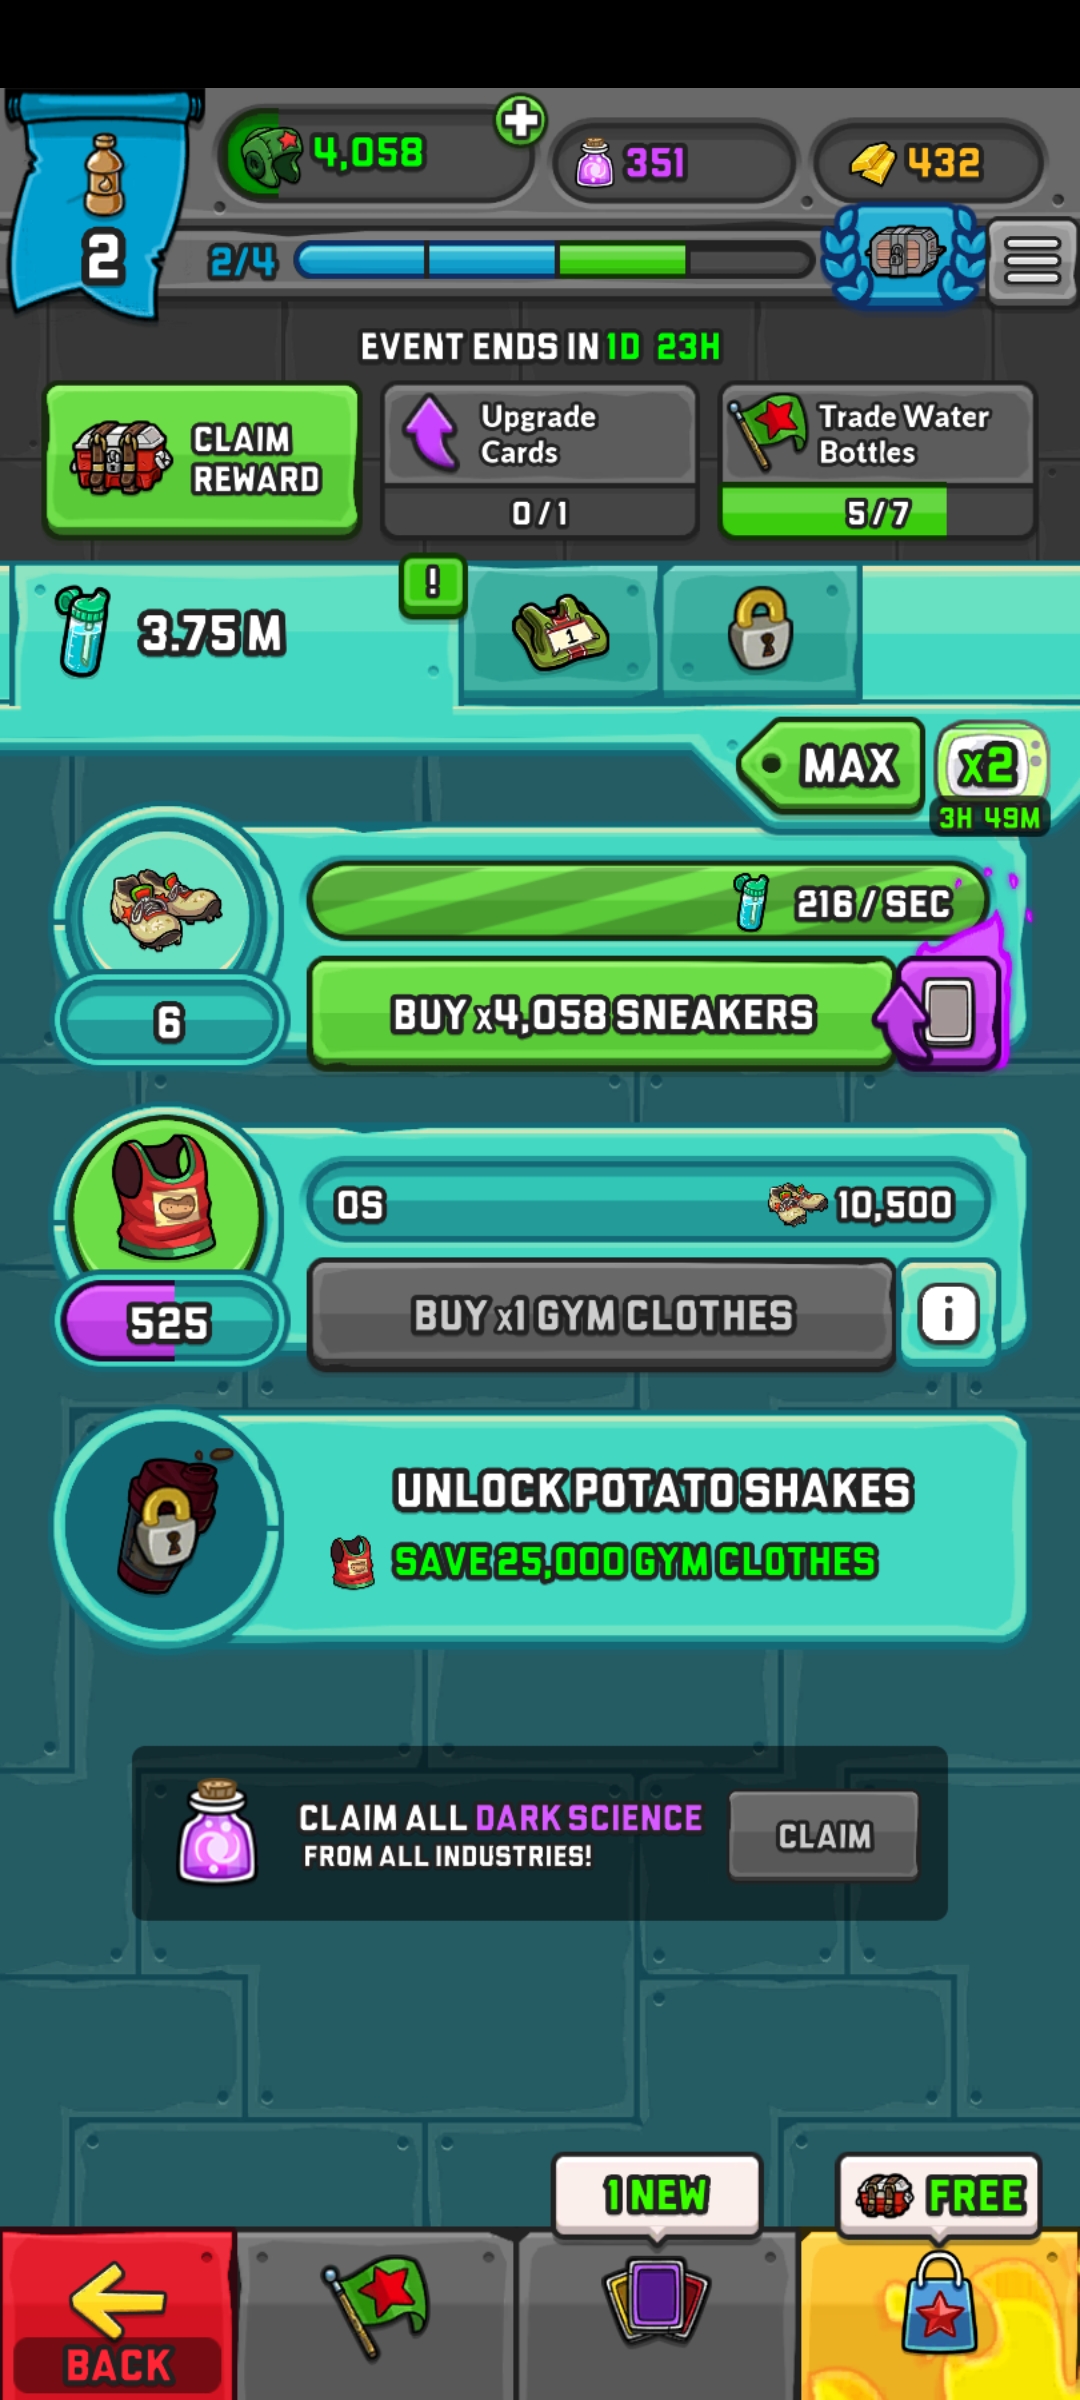 4,058
351
432
2
2/4
EVENT ENDS IN 1D 23H
CLAIM
REWARD
Upgrade
Cards
0/1
Trade Water
Bottles
5/7
3.75 M
!
1
MAX
x2
3H 49M
216/SEC
6
BUY x4,058 SNEAKERS
0S
10,500
525
BUY x1 GYM CLOTHES
i
UNLOCK POTATO SHAKES
SAVE 25,000 GYM CLOTHES
CLAIM ALL DARK SCIENCE
FROM ALL INDUSTRIES!
CLAIM
1 NEW
FREE
BACK